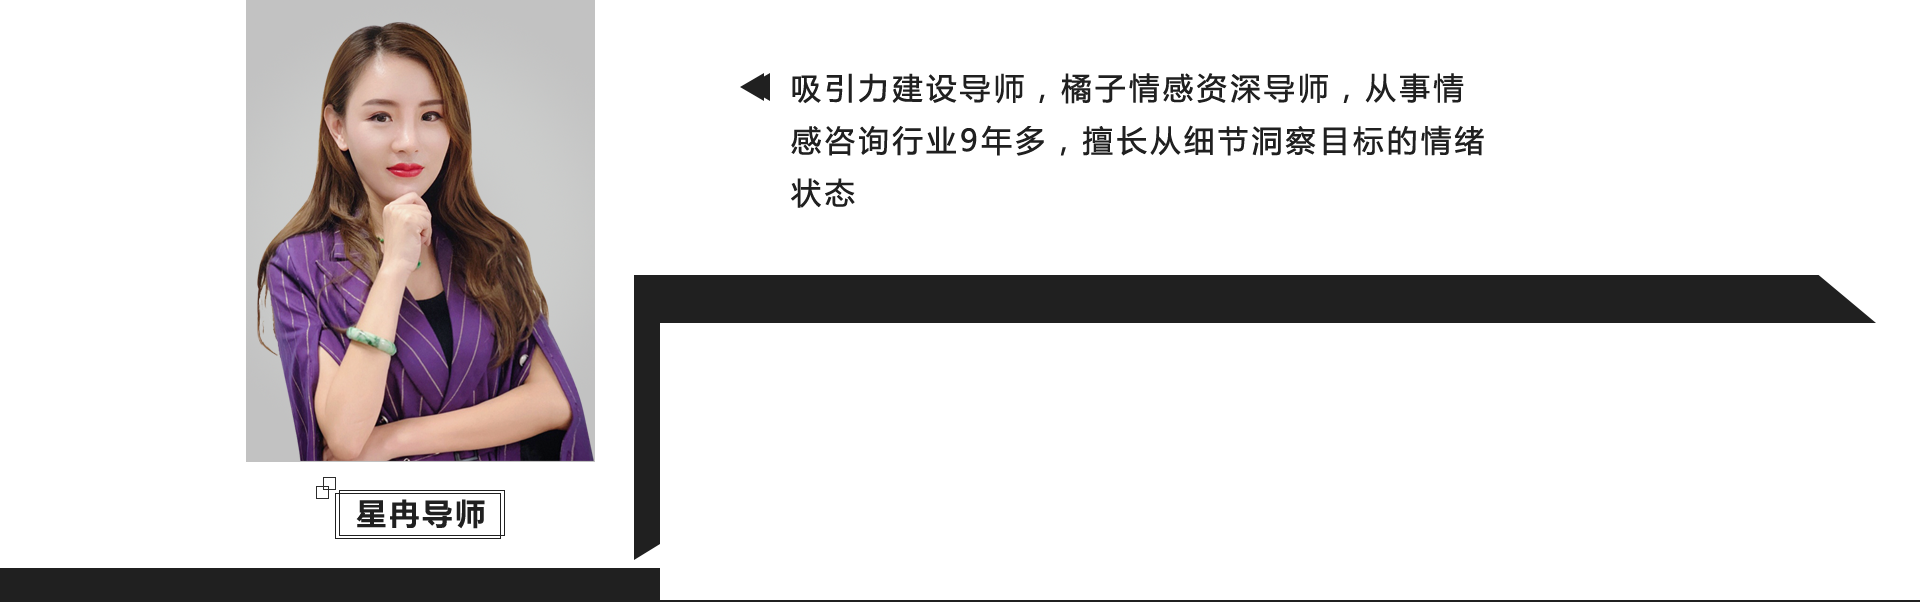 吸引力建设导师，橘子情感资深导师，从事情
感咨询行业9年多，擅长从细节洞察目标的情绪
状态
星冉导师